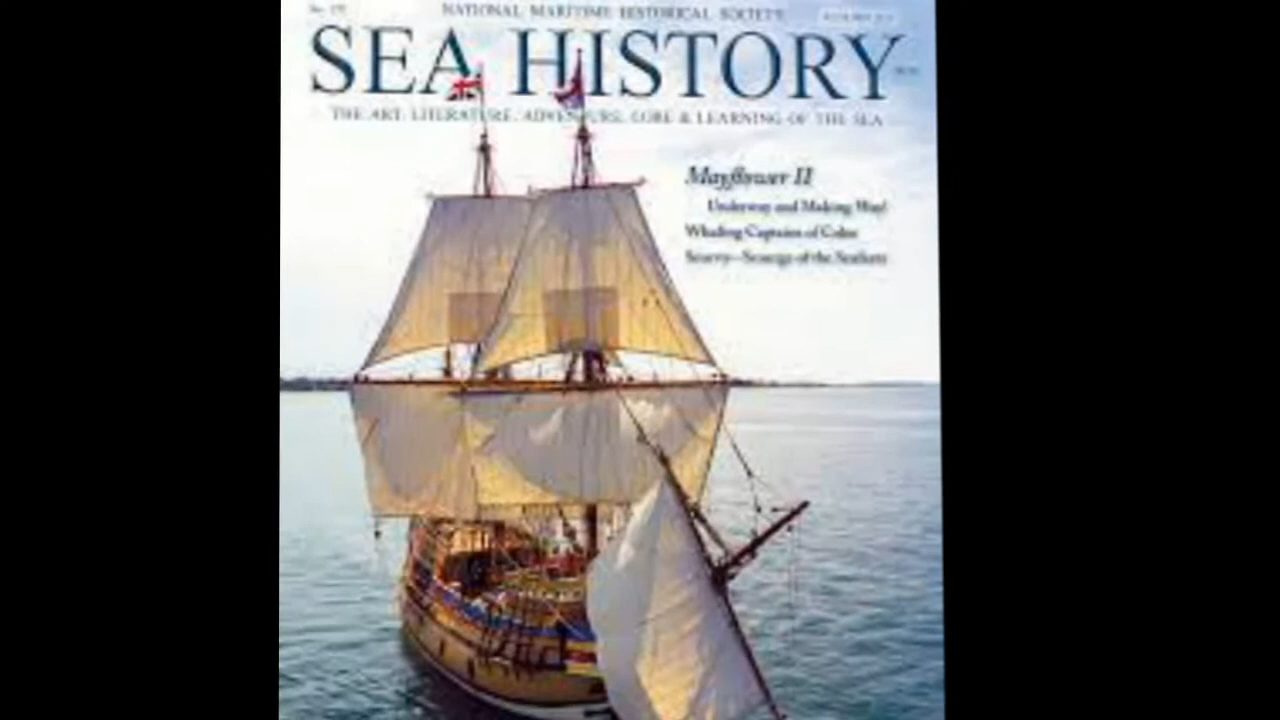 NATIONAL MARITIME HISTORICAL SOCIETY
SEA HISTORY
THE ART, LITERATURE, ADVENTURE, LORE & LEARNING OF THE SEA
Mayflower II
Underway and Making Way!
Whaling Captains of Color
Scurvy—Scourge of the Seafarer